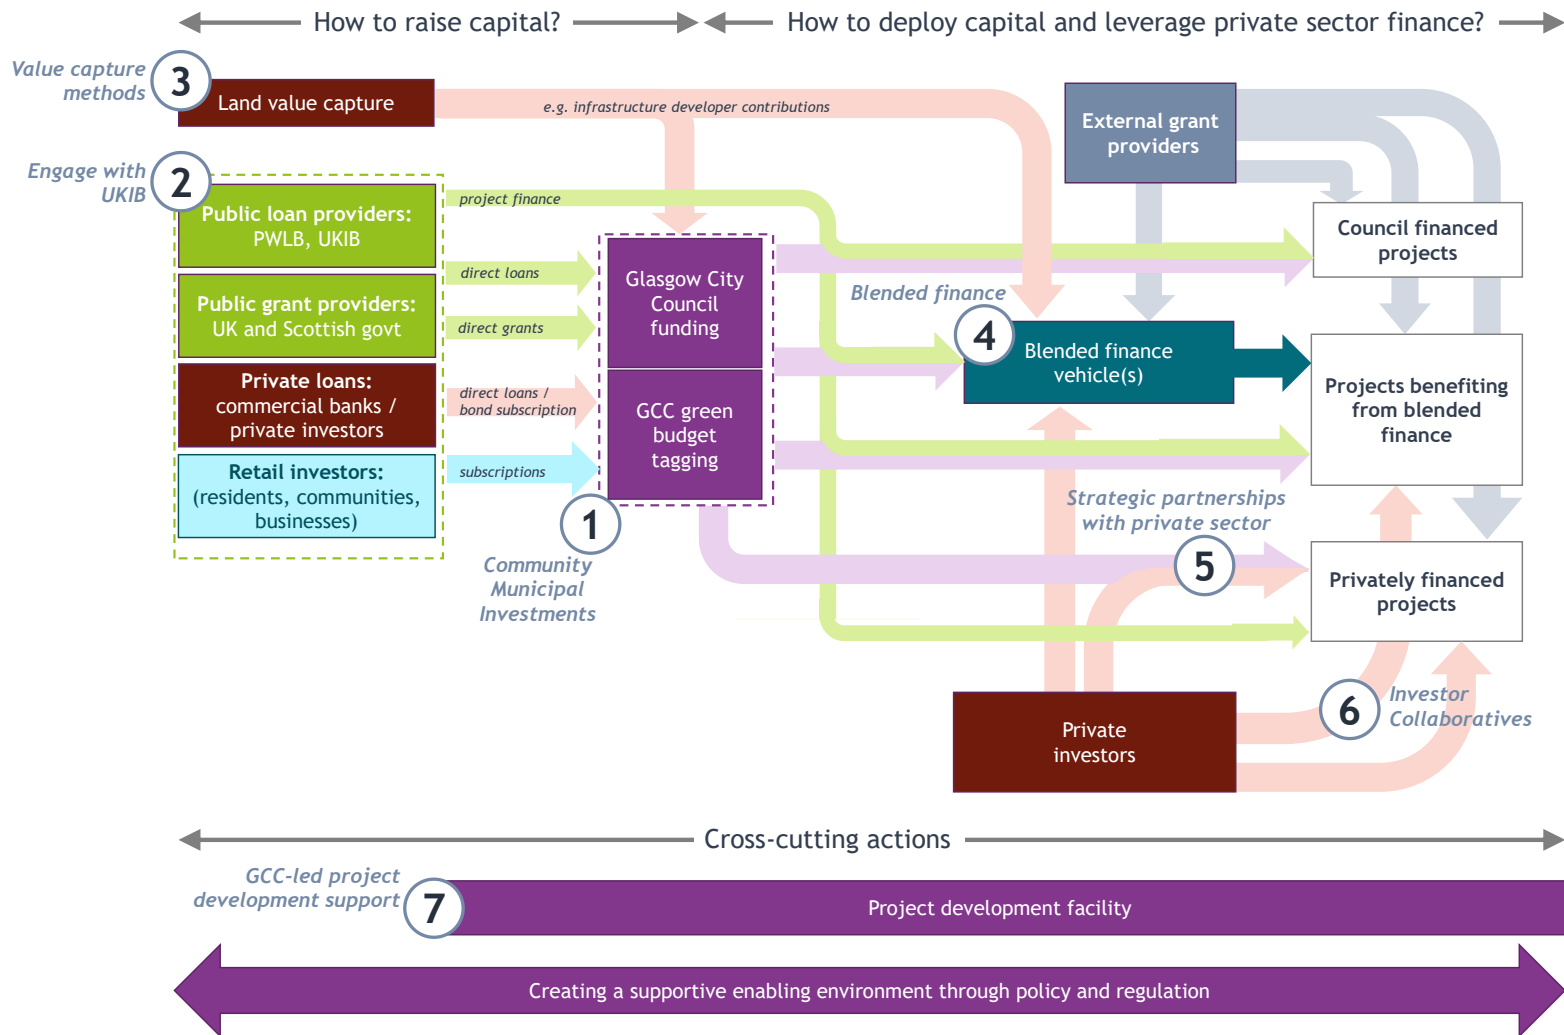 How to raise capital?
How to deploy capital and leverage private sector finance?
Value capture
methods
3
Land value capture
e.g. infrastructure developer contributions
External grant
providers
Engage with
UKIB
2
Public loan providers:
PWLB, UKIB
project finance
direct loans
Public grant providers:
UK and Scottish govt
direct grants
Private loans:
commercial banks /
private investors
direct loans /
bond subscription
Retail investors:
(residents, communities,
businesses)
subscriptions
Glasgow City
Council
funding
GCC green
budget
tagging
1
Community
Municipal
Investments
Blended finance
4
Blended finance
vehicle(s)
Council financed
projects
Projects benefiting
from blended
finance
Strategic partnerships
with private sector
5
Privately financed
projects
Private
investors
6
Investor
Collaboratives
Cross-cutting actions
GCC-led project
development support
7
Project development facility
Creating a supportive enabling environment through policy and regulation